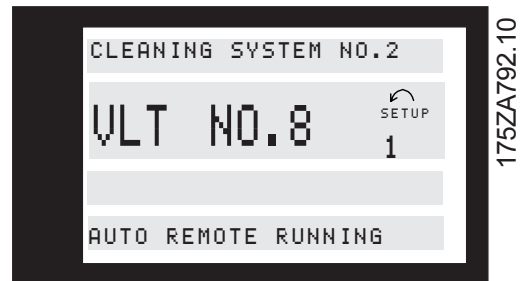 CLEANING SYSTEM NO.2
VLT NO.8
SETUP
1
AUTO REMOTE RUNNING
175ZA792.10